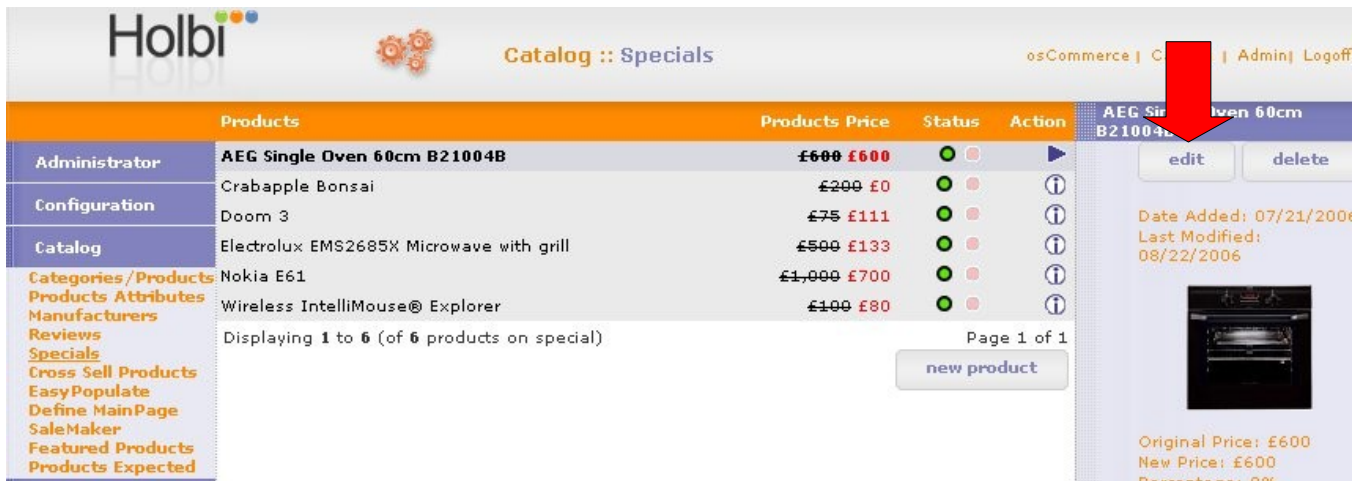 Holbi
Catalog :: Specials
osCommerce | | Admin| Logoff
Products Products Price Status Action
AEG Single Oven 60cm B21004B £600 £600
Crabapple Bonsai £200 £0
Doom 3 £75 £111
Electrolux EMS2685X Microwave with grill £500 £133
Nokia E61 £1,000 £700
Wireless IntelliMouse® Explorer £100 £80
Displaying 1 to 6 (of 6 products on special) Page 1 of 1
new product
Administrator
Configuration
Catalog
Categories/Products
Products Attributes
Manufacturers
Reviews
Specials
Cross Sell Products
EasyPopulate
Define MainPage
SaleMaker
Featured Products
Products Expected
AEG Single Oven 60cm
B21004B
edit delete
Date Added: 07/21/2006
Last Modified:
08/22/2006
Original Price: £600
New Price: £600